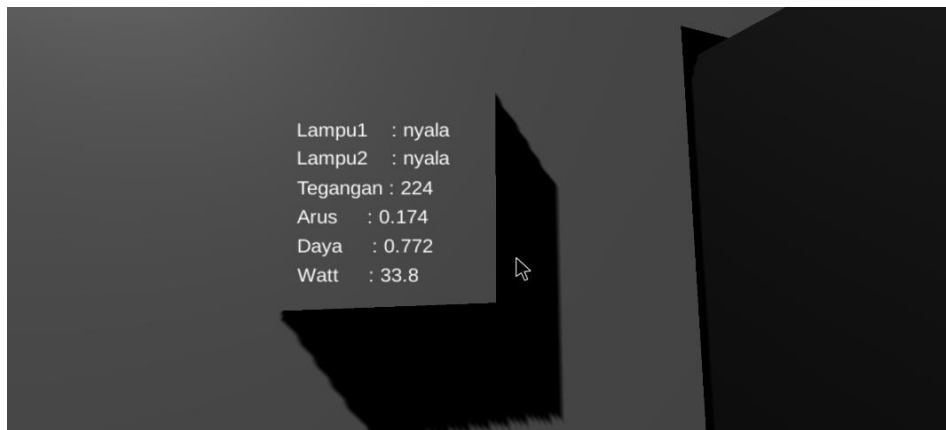 Lampu1 : nyala
Lampu2 : nyala
Tegangan : 224
Arus : 0.174
Daya : 0.772
Watt : 33.8